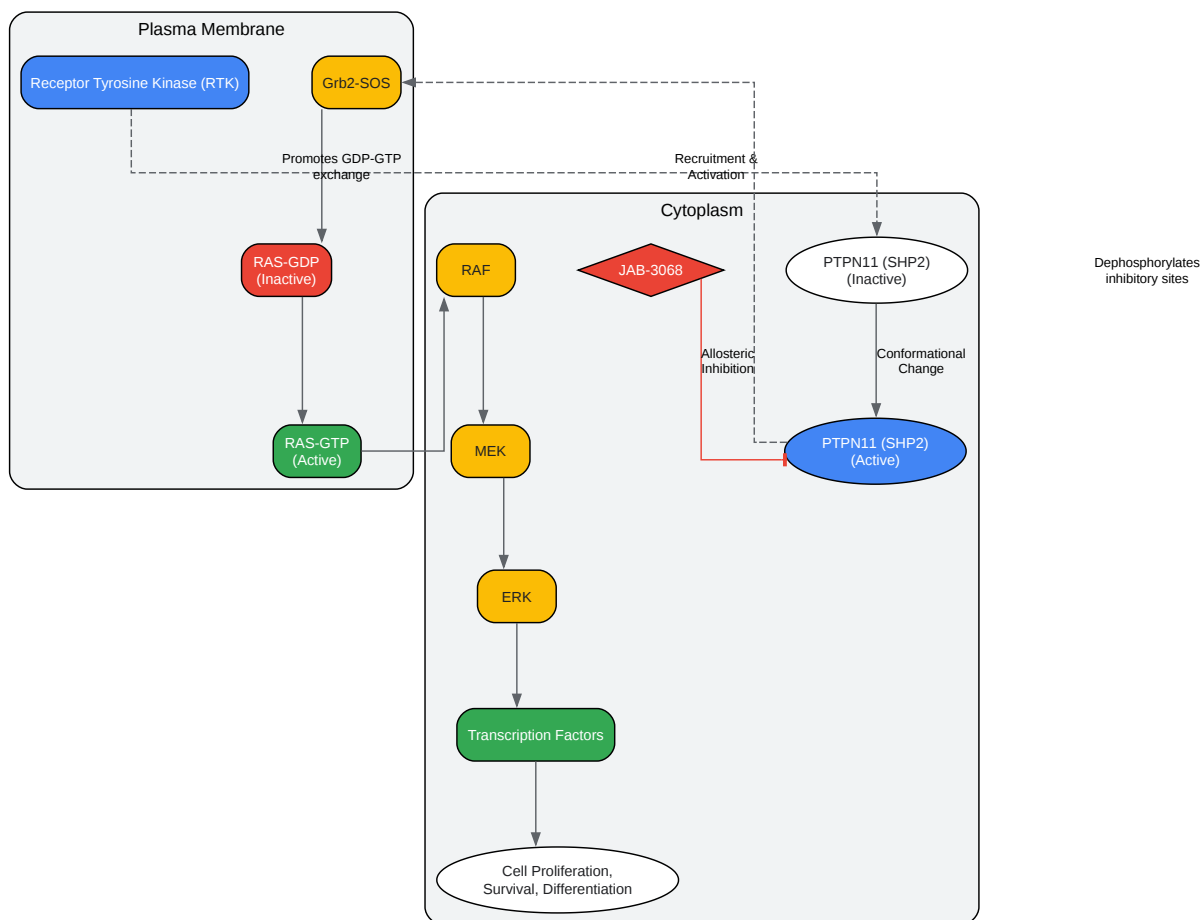 Plasma Membrane
Receptor Tyrosine Kinase (RTK)
Grb2-SOS
Promotes GDP-GTP
exchange
Recruitment &
Activation
Cytoplasm
RAS-GDP
(Inactive)
RAF
JAB-3068
PTPN11 (SHP2)
(Inactive)
Dephosphorylates
inhibitory sites
Allosteric
Inhibition
Conformational
Change
RAS-GTP
(Active)
MEK
PTPN11 (SHP2)
(Active)
ERK
Transcription Factors
Cell Proliferation,
Survival, Differentiation